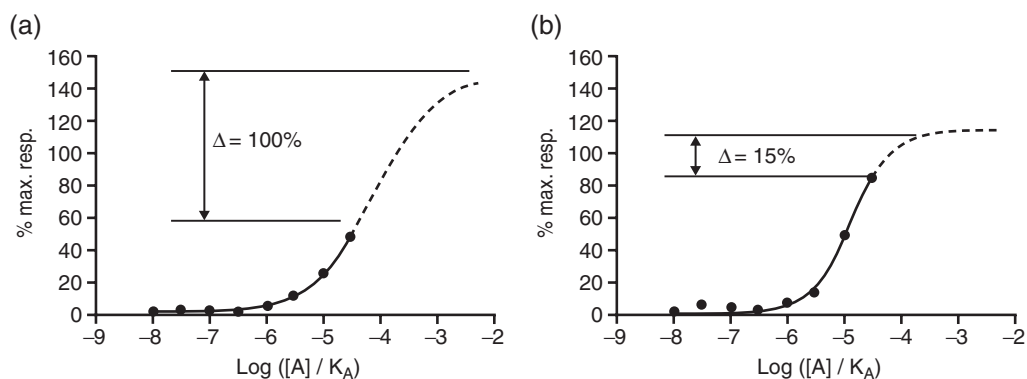 (a)
160
140
120
100
80
60
40
20
0
% max. resp.
Δ = 100%
–9 –8 –7 –6 –5 –4 –3 –2
Log ([A] / K_A)
(b)
160
140
120
100
80
60
40
20
0
% max. resp.
Δ = 15%
–9 –8 –7 –6 –5 –4 –3 –2
Log ([A] / K_A)